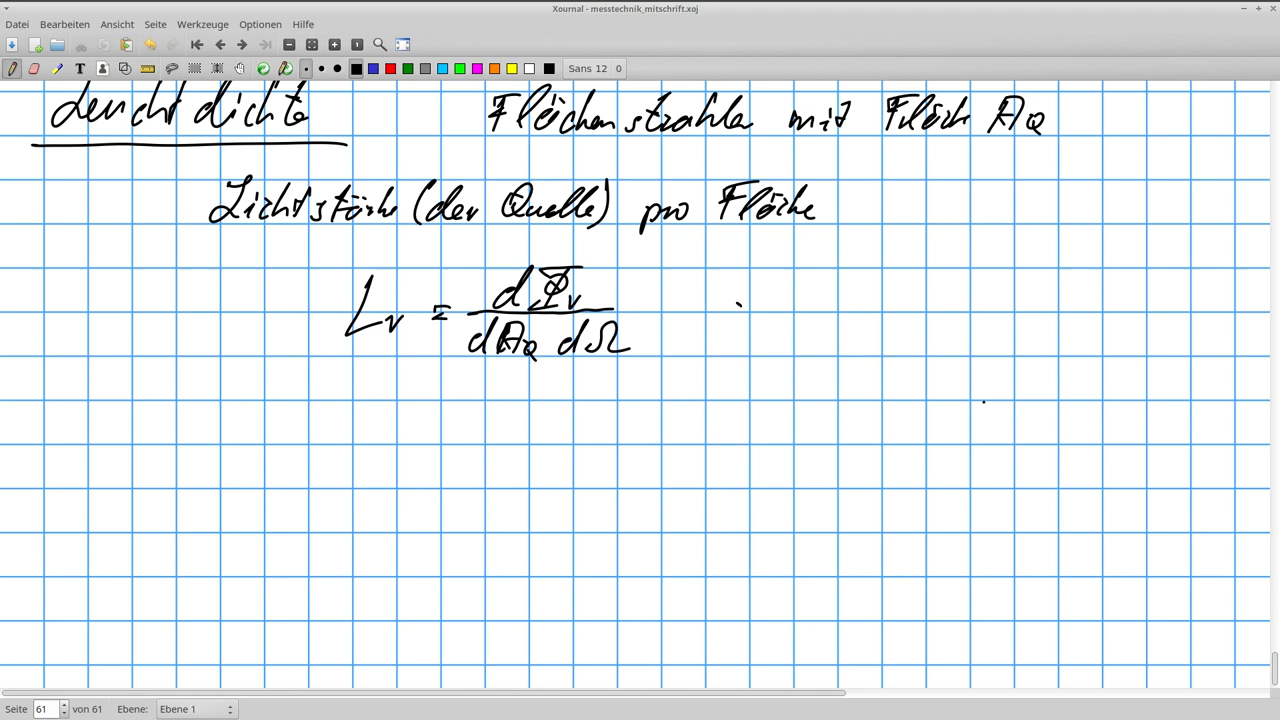 Xournal - messtechnik_mitschrift.xoj
Datei Bearbeiten Ansicht Seite Werkzeuge Optionen Hilfe
Sans 12 0
Leuchtdichte Flächenstrahler mit Fläche A_Q
Lichtstärke (der Quelle) pro Fläche
L_v = dΦ_v / dA_Q dΩ
Seite 61 von 61 Ebene: Ebene 1